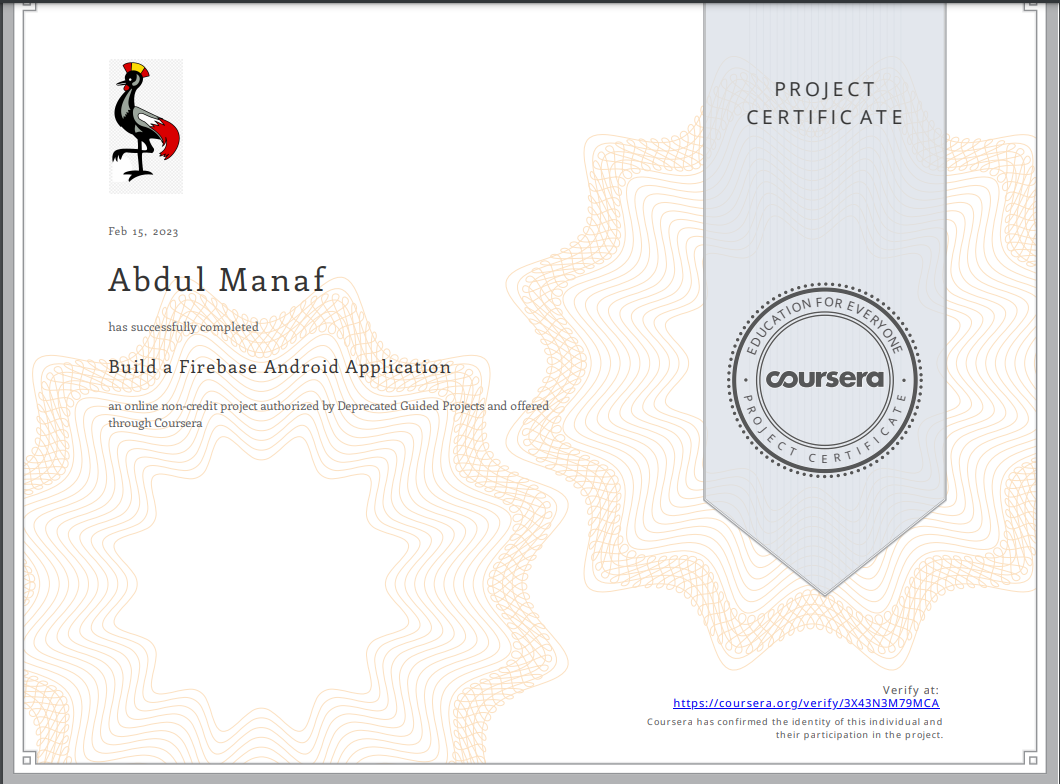 PROJECT
CERTIFICATE
Feb 15, 2023
Abdul Manaf
has successfully completed
Build a Firebase Android Application
an online non-credit project authorized by Deprecated Guided Projects and offered
through Coursera
EDUCATION FOR EVERYONE
coursera
PROJECT CERTIFICATE
Verify at:
https://coursera.org/verify/3X43N3M79MCA
Coursera has confirmed the identity of this individual and
their participation in the project.